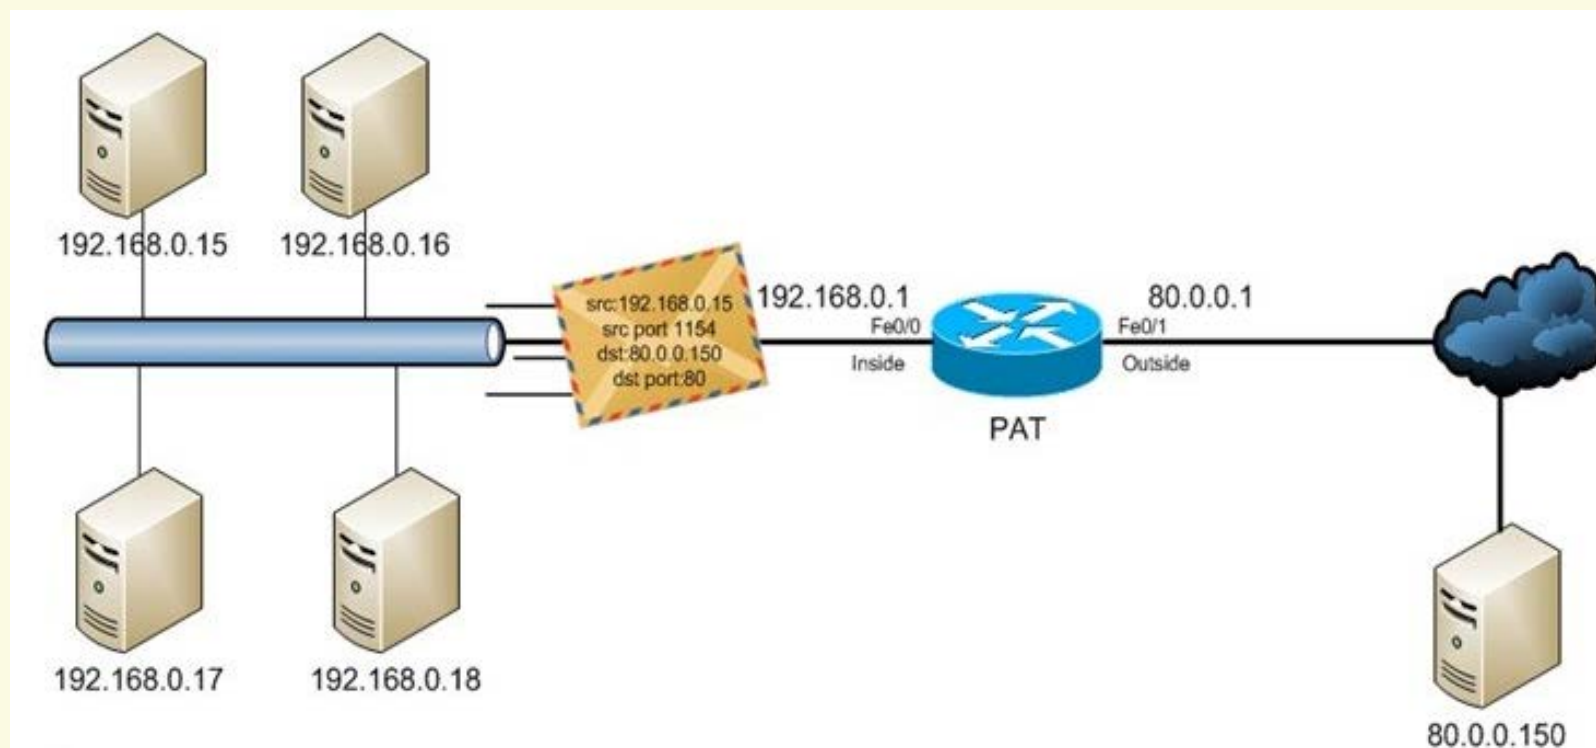 192.168.0.15
192.168.0.16
src:192.168.0.15
src port 1154
dst:80.0.0.150
dst port:80
192.168.0.1
Fe0/0
Inside
80.0.0.1
Fe0/1
Outside
PAT
192.168.0.17
192.168.0.18
80.0.0.150